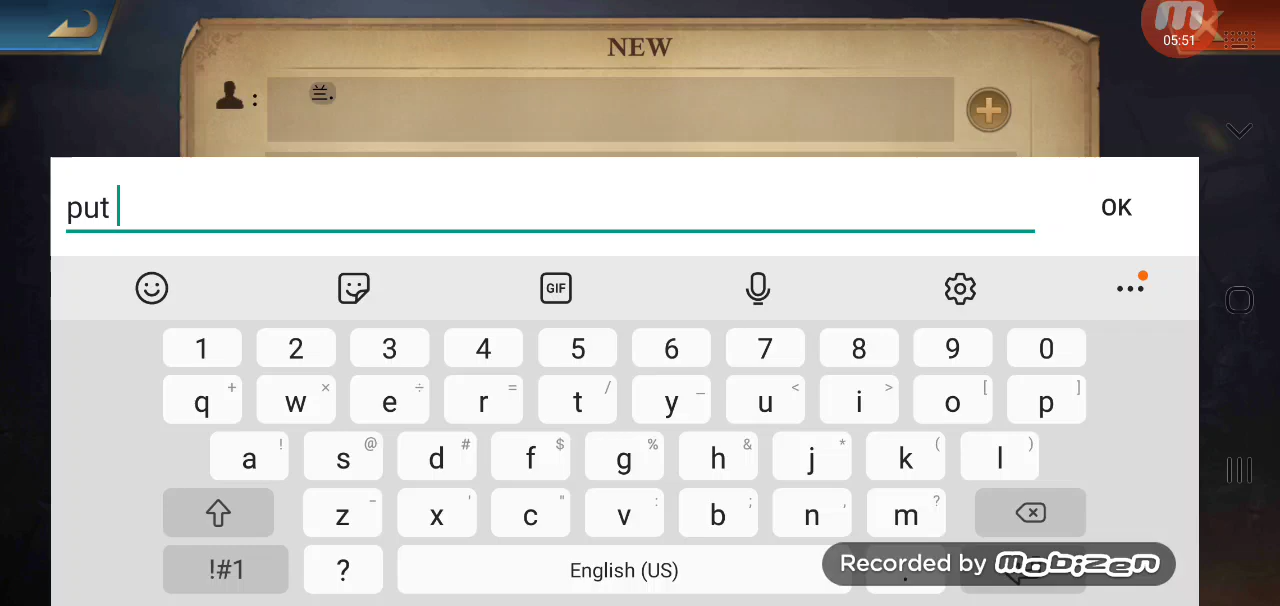 NEW
05:51
:
兰.
put
OK
GIF
1 2 3 4 5 6 7 8 9 0
q + w × e ÷ r = t / y _ u < i > o [ p ]
a ! s @ d # f $ g % h & j * k ( l )
z - x ' c " v : b ; n , m ?
!#1 ? English (US) .
Recorded by mobizen